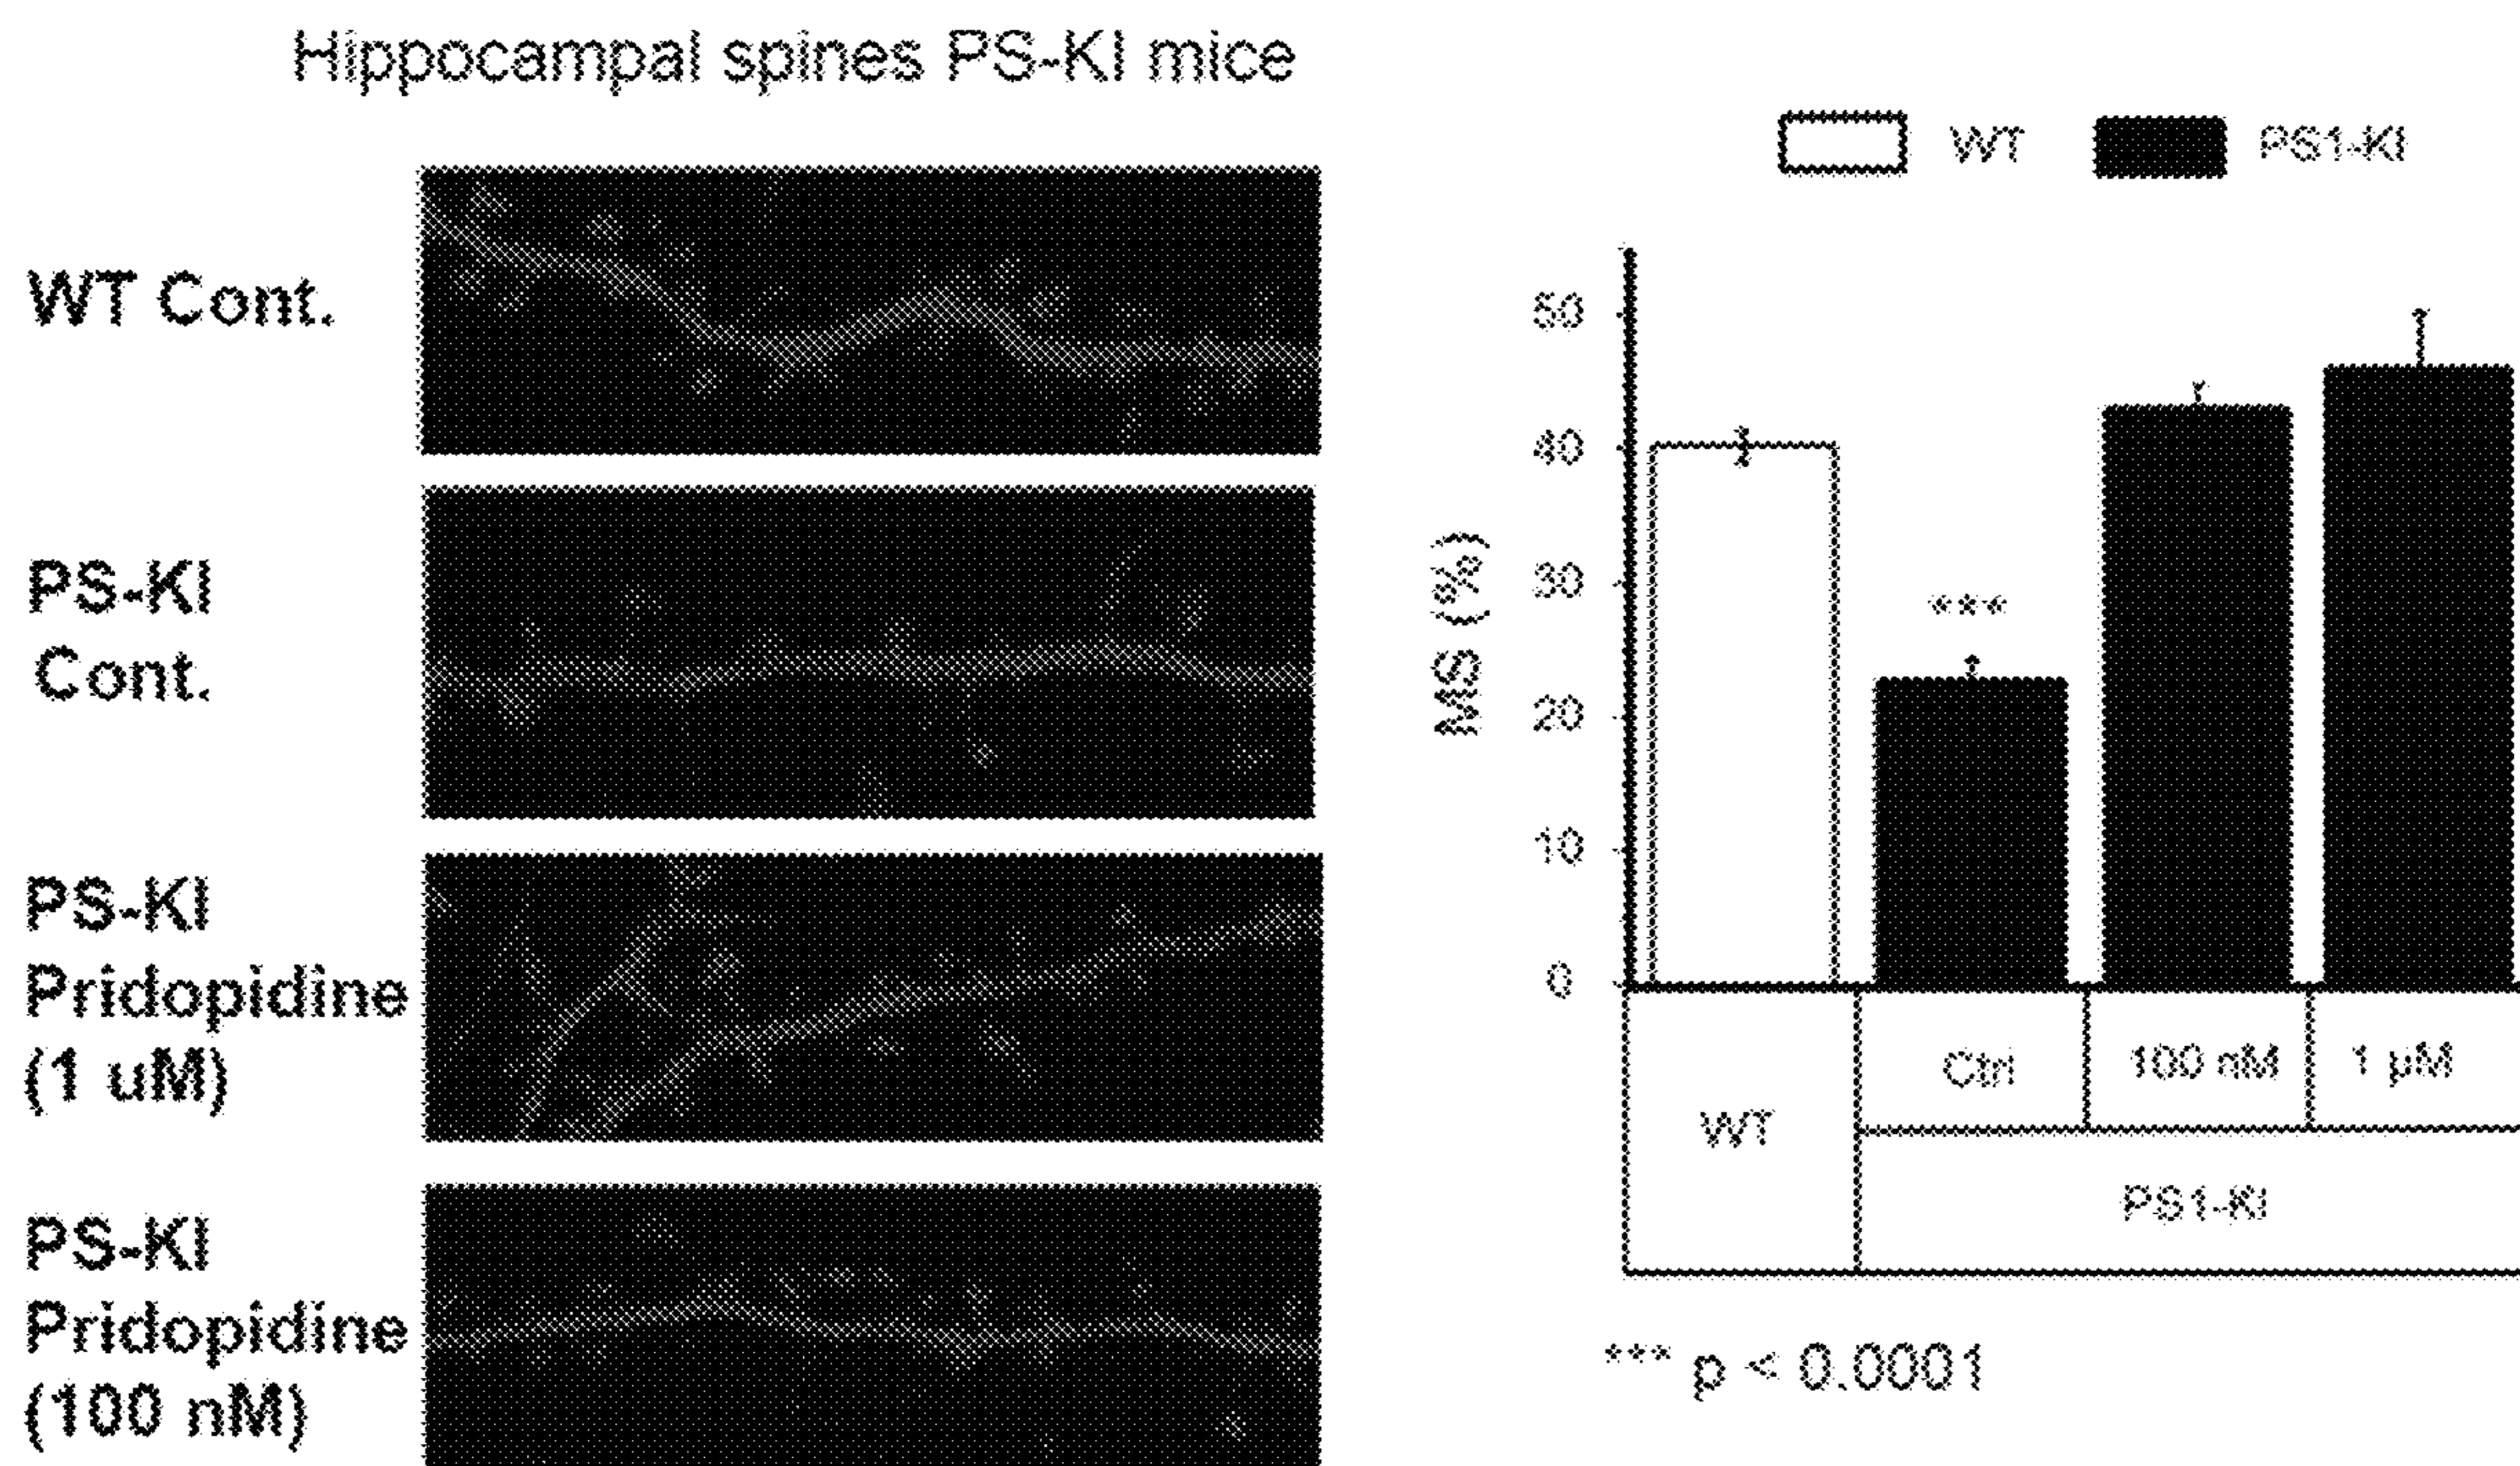 Hippocampal spines PS-KI mice
WT Cont.
PS-KI
Cont.
PS-KI
Pridopidine
(1 uM)
PS-KI
Pridopidine
(100 nM)
WT PS1-KI
MS (%)
50
40
30
20
10
0
***
WT
Ctrl 100 nM 1 µM
PS1-KI
*** p < 0.0001